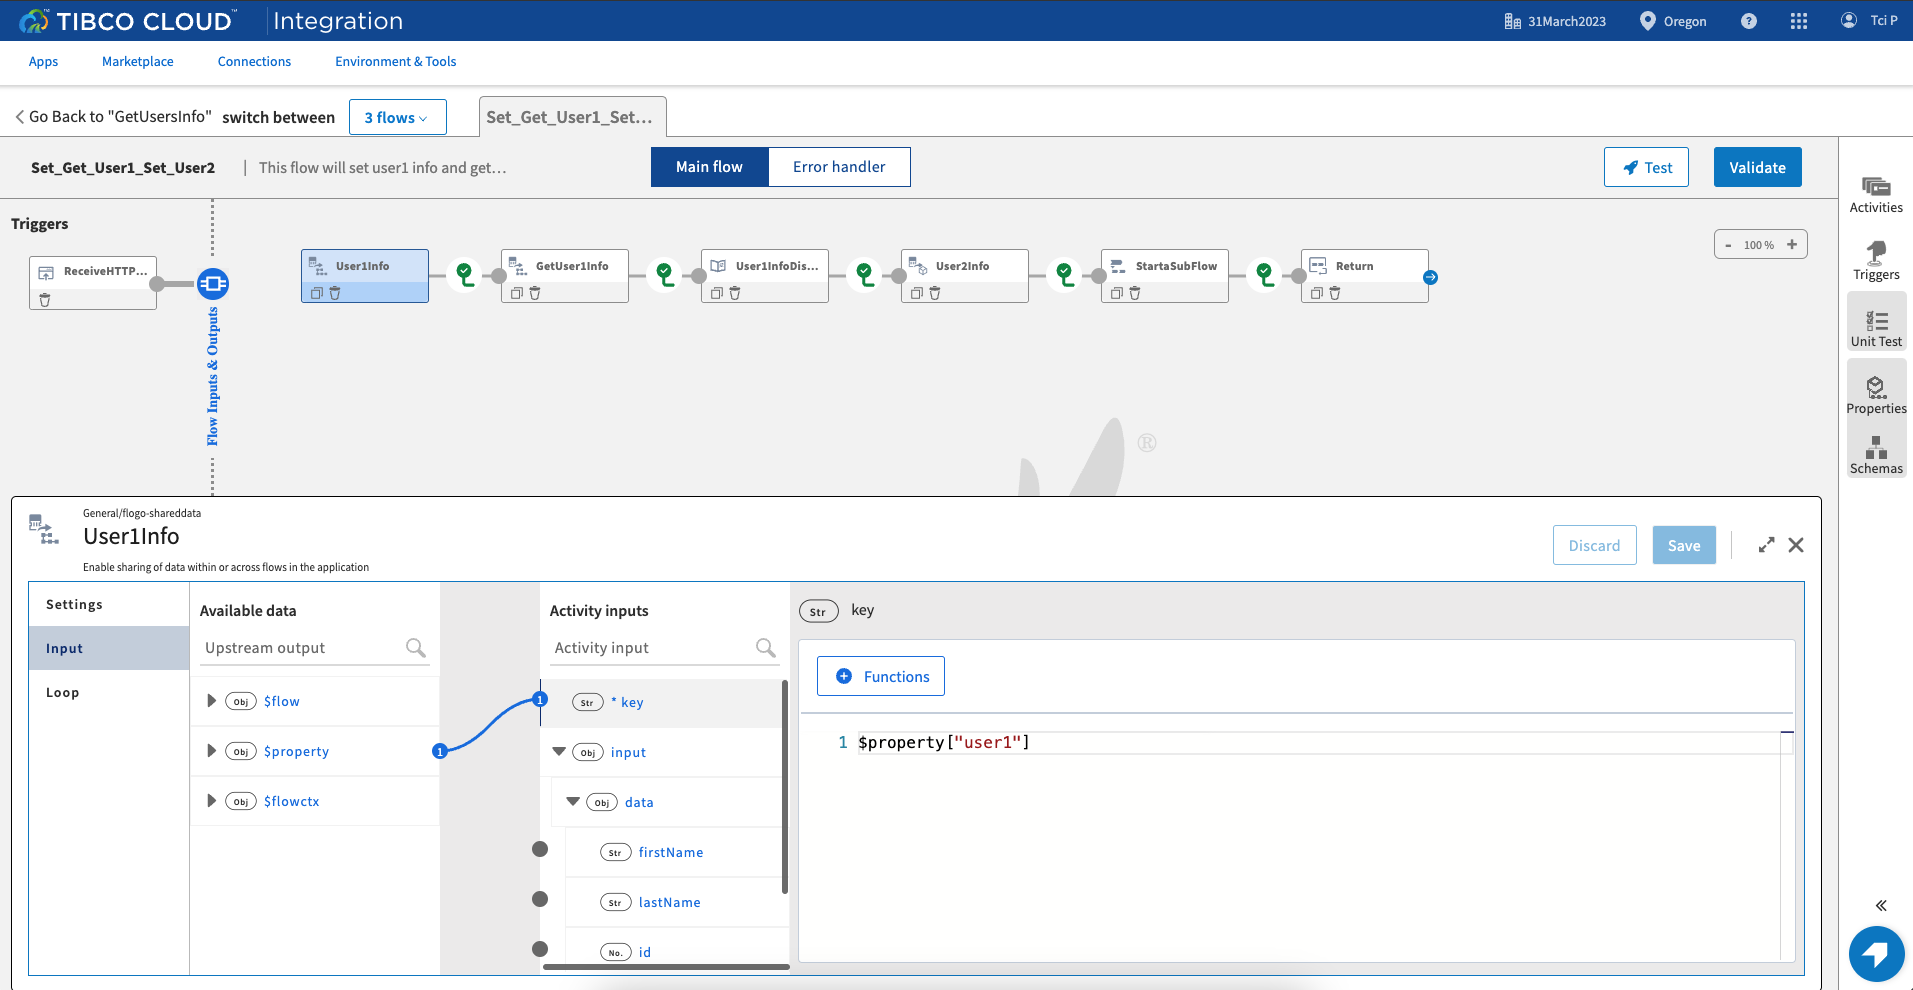 TIBCO CLOUD™ Integration
31March2023
Oregon
?
Tci P
Apps
Marketplace
Connections
Environment & Tools
Go Back to "GetUsersInfo"
switch between
3 flows
Set_Get_User1_Set...
Set_Get_User1_Set_User2
This flow will set user1 info and get...
Main flow
Error handler
Test
Validate
Activities
Triggers
Unit Test
Properties
Schemas
Triggers
- 100 % +
ReceiveHTTP...
User1Info
GetUser1Info
User1InfoDis...
User2Info
StartaSubFlow
Return
Flow Inputs & Outputs
®
General/flogo-shareddata
User1Info
Enable sharing of data within or across flows in the application
Discard
Save
Settings
Input
Loop
Available data
Upstream output
Obj $flow
Obj $property
1
Obj $flowctx
Activity inputs
Activity input
1
Str * key
Obj input
Obj data
Str firstName
Str lastName
No. id
Str key
Functions
1 $property["user1"]